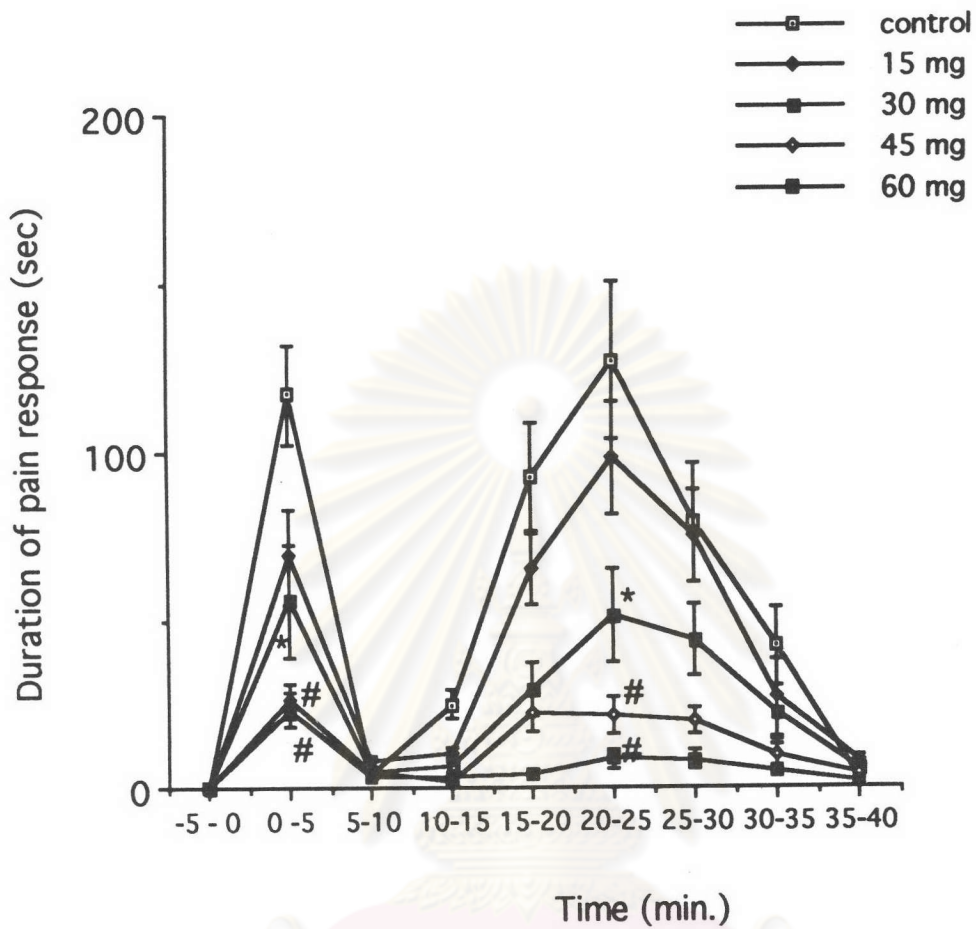 control
15 mg
30 mg
45 mg
60 mg
200
100
0
Duration of pain response (sec)
*
#
#
*
#
#
-5 - 0 0 -5 5-10 10-15 15-20 20-25 25-30 30-35 35-40
Time (min.)